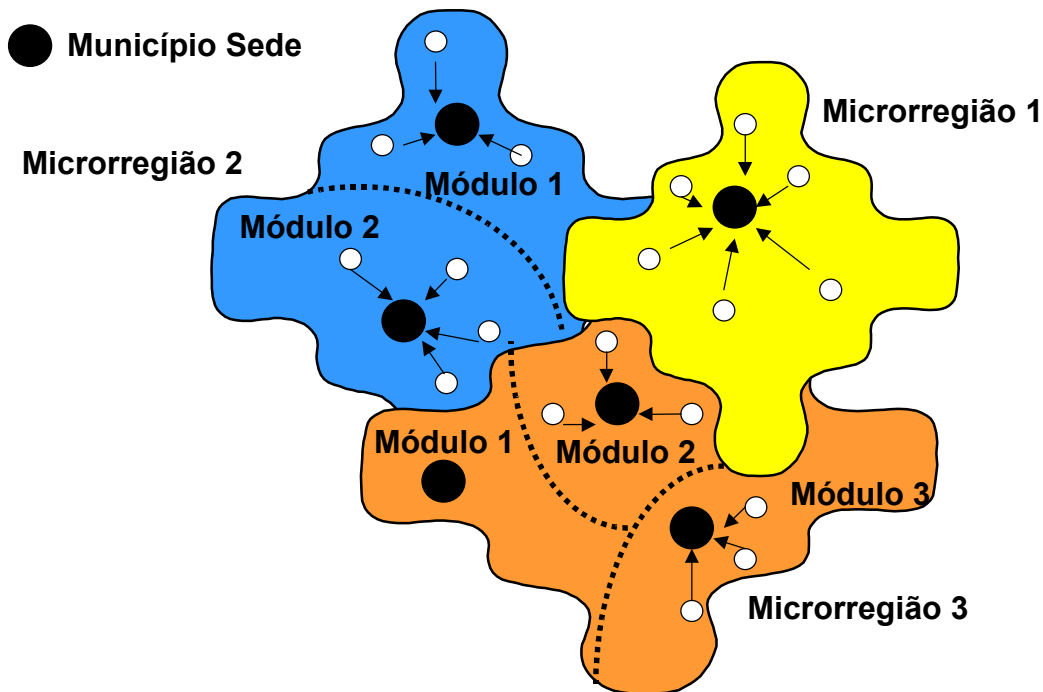 Município Sede
Microrregião 1
Microrregião 2
Módulo 1
Módulo 2
Módulo 1
Módulo 2
Módulo 3
Microrregião 3